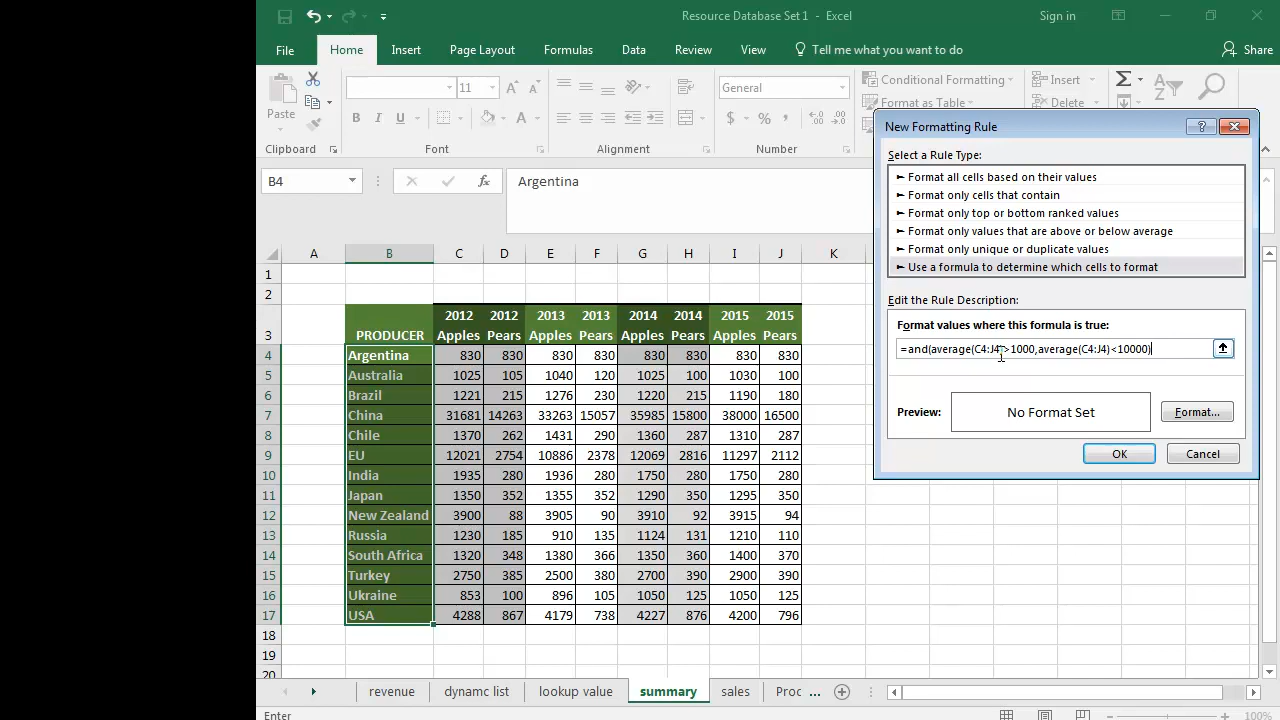 Resource Database Set 1 - Excel
Sign in
File Home Insert Page Layout Formulas Data Review View Tell me what you want to do Share
Paste
11
B I U
A A
General
$ % ,
Conditional Formatting
Format as Table
Insert
Delete
Clipboard Font Alignment Number
B4
fx
Argentina
New Formatting Rule
Select a Rule Type:
► Format all cells based on their values
► Format only cells that contain
► Format only top or bottom ranked values
► Format only values that are above or below average
► Format only unique or duplicate values
► Use a formula to determine which cells to format
Edit the Rule Description:
Format values where this formula is true:
=and(average(C4:J4)>1000,average(C4:J4)<10000)
Preview:
No Format Set
Format...
OK
Cancel
A B C D E F G H I J K
1
2
2012 2012 2013 2013 2014 2014 2015 2015
3 PRODUCER Apples Pears Apples Pears Apples Pears Apples Pears
4 Argentina 830 830 830 830 830 830 830 830
5 Australia 1025 105 1040 120 1025 100 1030 100
6 Brazil 1221 215 1276 230 1220 215 1190 180
7 China 31681 14263 33263 15057 35985 15800 38000 16500
8 Chile 1370 262 1431 290 1360 287 1310 287
9 EU 12021 2754 10886 2378 12069 2816 11297 2112
10 India 1935 280 1936 280 1750 280 1750 280
11 Japan 1350 352 1355 352 1290 350 1295 350
12 New Zealand 3900 88 3905 90 3910 92 3915 94
13 Russia 1230 185 910 135 1124 131 1210 110
14 South Africa 1320 348 1380 366 1350 360 1400 370
15 Turkey 2750 385 2500 380 2700 390 2900 390
16 Ukraine 853 100 896 105 1050 125 1050 125
17 USA 4288 867 4179 738 4227 876 4200 796
18
19
20
revenue dynamc list lookup value summary sales Proc ...
Enter
100%